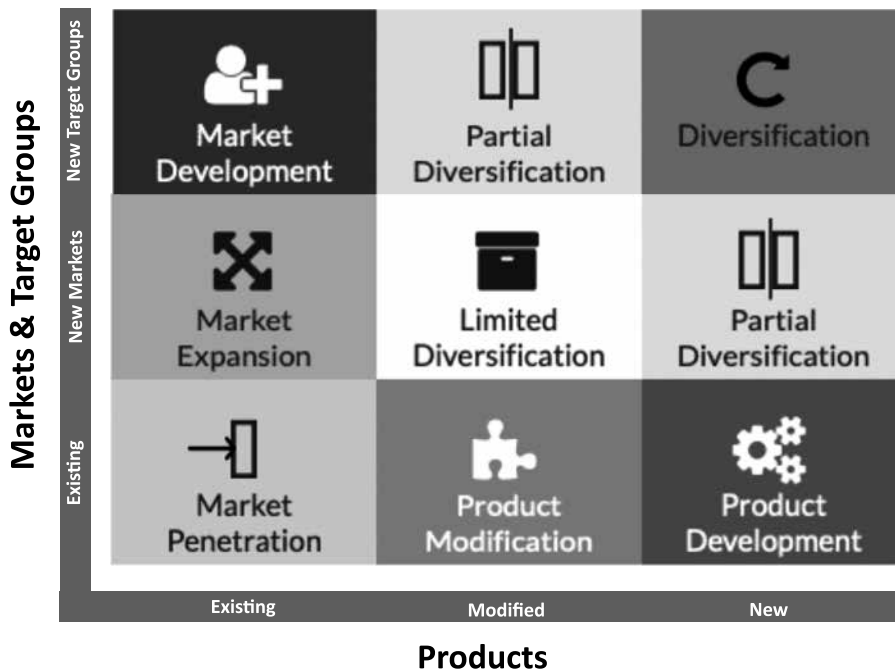 Markets & Target Groups
New Target Groups
New Markets
Existing
Market
Development
Partial
Diversification
Diversification
Market
Expansion
Limited
Diversification
Partial
Diversification
Market
Penetration
Product
Modification
Product
Development
Existing
Modified
New
Products